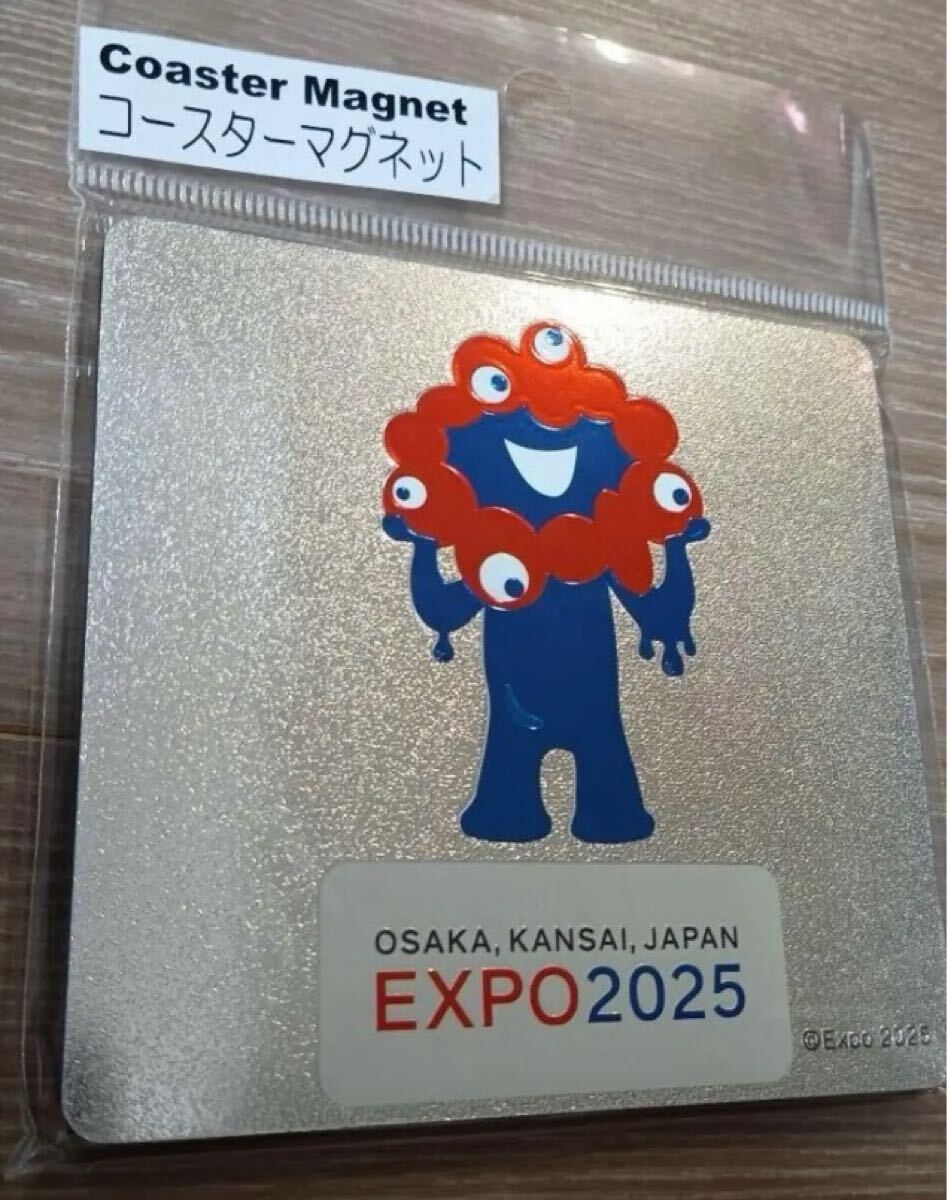 Coaster Magnet
コースターマグネット
OSAKA, KANSAI, JAPAN
EXPO2025
©Expo 2025